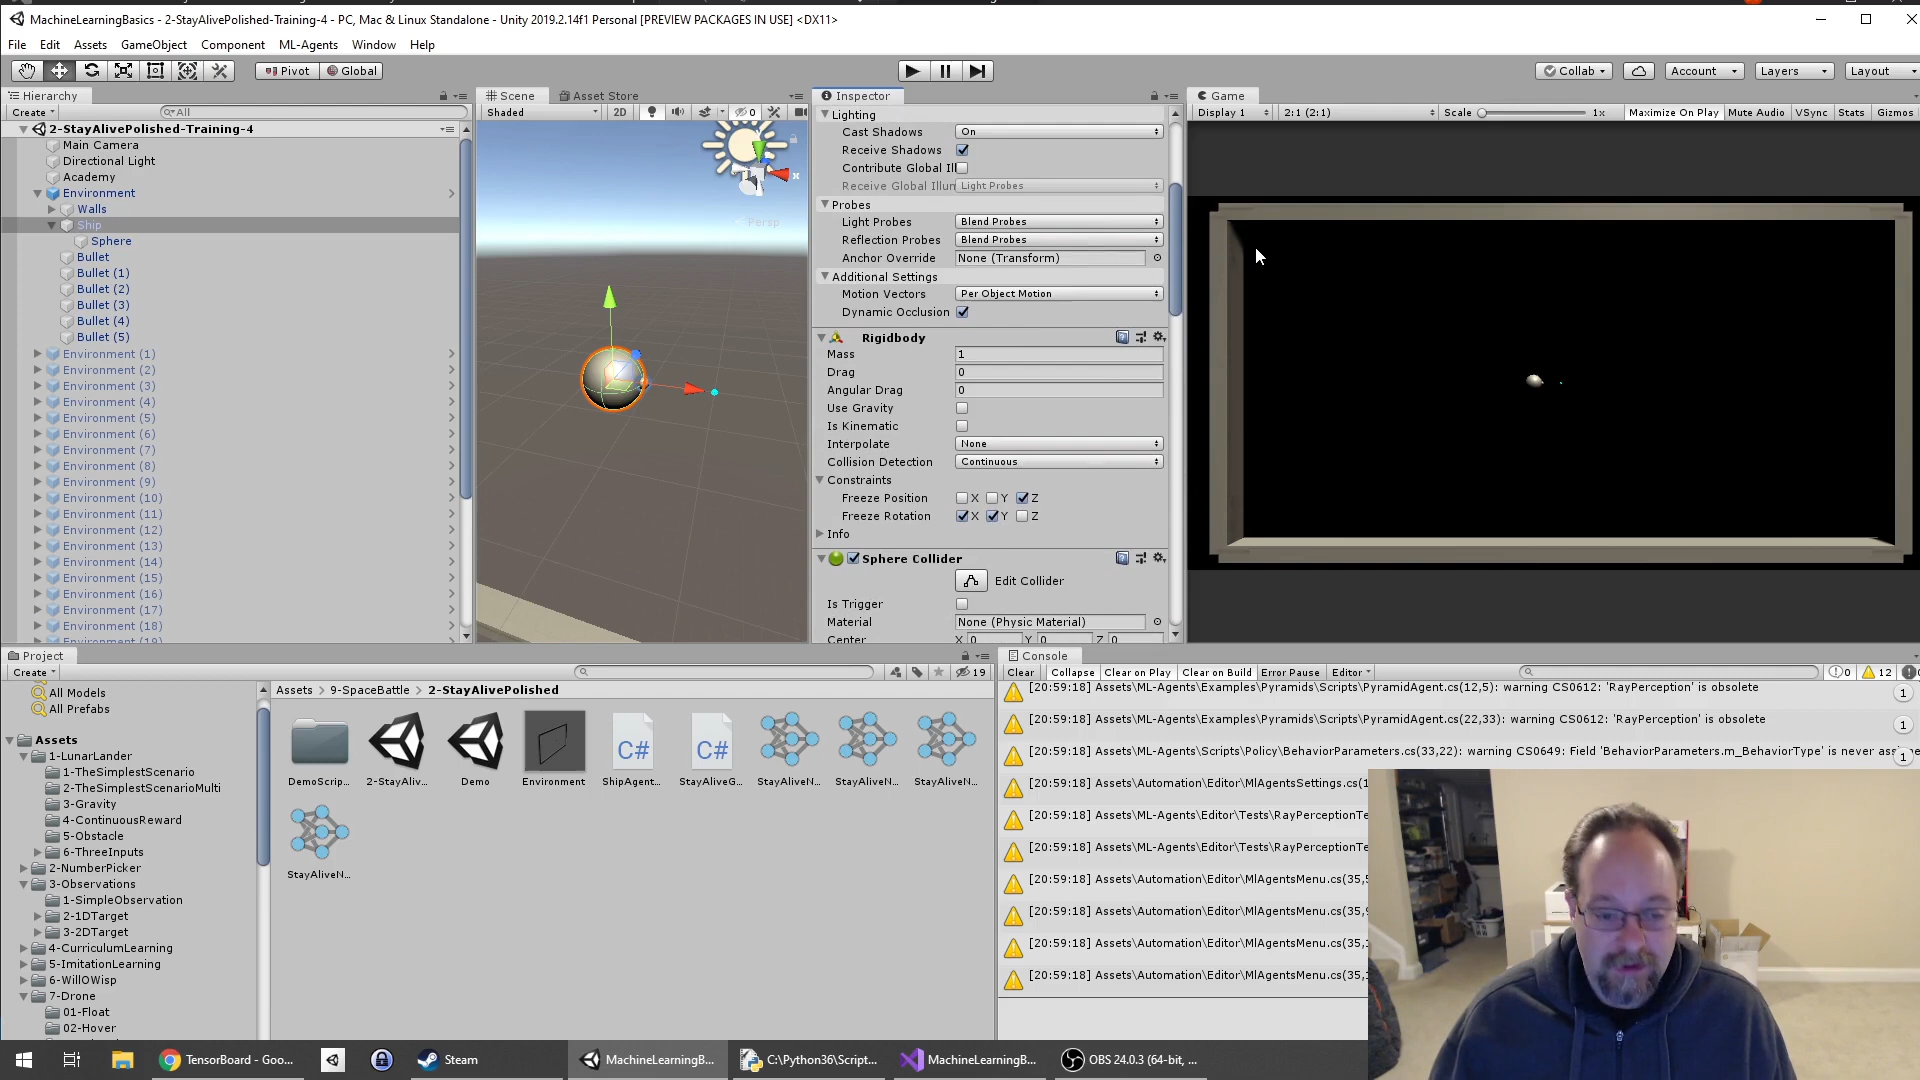 MachineLearningBasics - 2-StayAlivePolished-Training-4 - PC, Mac & Linux Standalone - Unity 2019.2.14f1 Personal [PREVIEW PACKAGES IN USE] <DX11>
File Edit Assets GameObject Component ML-Agents Window Help
Pivot Global Collab Account Layers Layout
Hierarchy
Create All
2-StayAlivePolished-Training-4
Main Camera
Directional Light
Academy
Environment
Walls
Ship
Sphere
Bullet
Bullet (1)
Bullet (2)
Bullet (3)
Bullet (4)
Bullet (5)
Environment (1)
Environment (2)
Environment (3)
Environment (4)
Environment (5)
Environment (6)
Environment (7)
Environment (8)
Environment (9)
Environment (10)
Environment (11)
Environment (12)
Environment (13)
Environment (14)
Environment (15)
Environment (16)
Environment (17)
Environment (18)
Environment (19)
Scene Asset Store
Shaded 2D 0
x
Persp
Inspector
Lighting
Cast Shadows On
Receive Shadows
Contribute Global Ill
Receive Global Illum Light Probes
Probes
Light Probes Blend Probes
Reflection Probes Blend Probes
Anchor Override None (Transform)
Additional Settings
Motion Vectors Per Object Motion
Dynamic Occlusion
Rigidbody
Mass 1
Drag 0
Angular Drag 0
Use Gravity
Is Kinematic
Interpolate None
Collision Detection Continuous
Constraints
Freeze Position X Y Z
Freeze Rotation X Y Z
Info
Sphere Collider
Edit Collider
Is Trigger
Material None (Physic Material)
Center X 0 Y 0 Z 0
Game
Display 1 2:1 (2:1) Scale 1x Maximize On Play Mute Audio VSync Stats Gizmos
Project
Create 19
All Models
All Prefabs
Assets
1-LunarLander
1-TheSimplestScenario
2-TheSimplestScenarioMulti
3-Gravity
4-ContinuousReward
5-Obstacle
6-ThreeInputs
2-NumberPicker
3-Observations
1-SimpleObservation
2-1DTarget
3-2DTarget
4-CurriculumLearning
5-ImitationLearning
6-WillOWisp
7-Drone
01-Float
02-Hover
Assets 9-SpaceBattle 2-StayAlivePolished
DemoScrip... 2-StayAliv... Demo Environment ShipAgent... StayAliveG... StayAliveN... StayAliveN... StayAliveN...
StayAliveN...
C# C#
Console
Clear Collapse Clear on Play Clear on Build Error Pause Editor 0 12
[20:59:18] Assets\ML-Agents\Examples\Pyramids\Scripts\PyramidAgent.cs(12,5): warning CS0612: 'RayPerception' is obsolete 1
[20:59:18] Assets\ML-Agents\Examples\Pyramids\Scripts\PyramidAgent.cs(22,33): warning CS0612: 'RayPerception' is obsolete 1
[20:59:18] Assets\ML-Agents\Scripts\Policy\BehaviorParameters.cs(33,22): warning CS0649: Field 'BehaviorParameters.m_BehaviorType' is never ass 1
[20:59:18] Assets\Automation\Editor\MlAgentsSettings.cs(1
[20:59:18] Assets\ML-Agents\Editor\Tests\RayPerceptionTe
[20:59:18] Assets\ML-Agents\Editor\Tests\RayPerceptionTe
[20:59:18] Assets\Automation\Editor\MlAgentsMenu.cs(35,5
[20:59:18] Assets\Automation\Editor\MlAgentsMenu.cs(35,9
[20:59:18] Assets\Automation\Editor\MlAgentsMenu.cs(35,1
[20:59:18] Assets\Automation\Editor\MlAgentsMenu.cs(35,1
TensorBoard - Goo... Steam MachineLearningB... C:\Python36\Script... MachineLearningB... OBS 24.0.3 (64-bit, ...